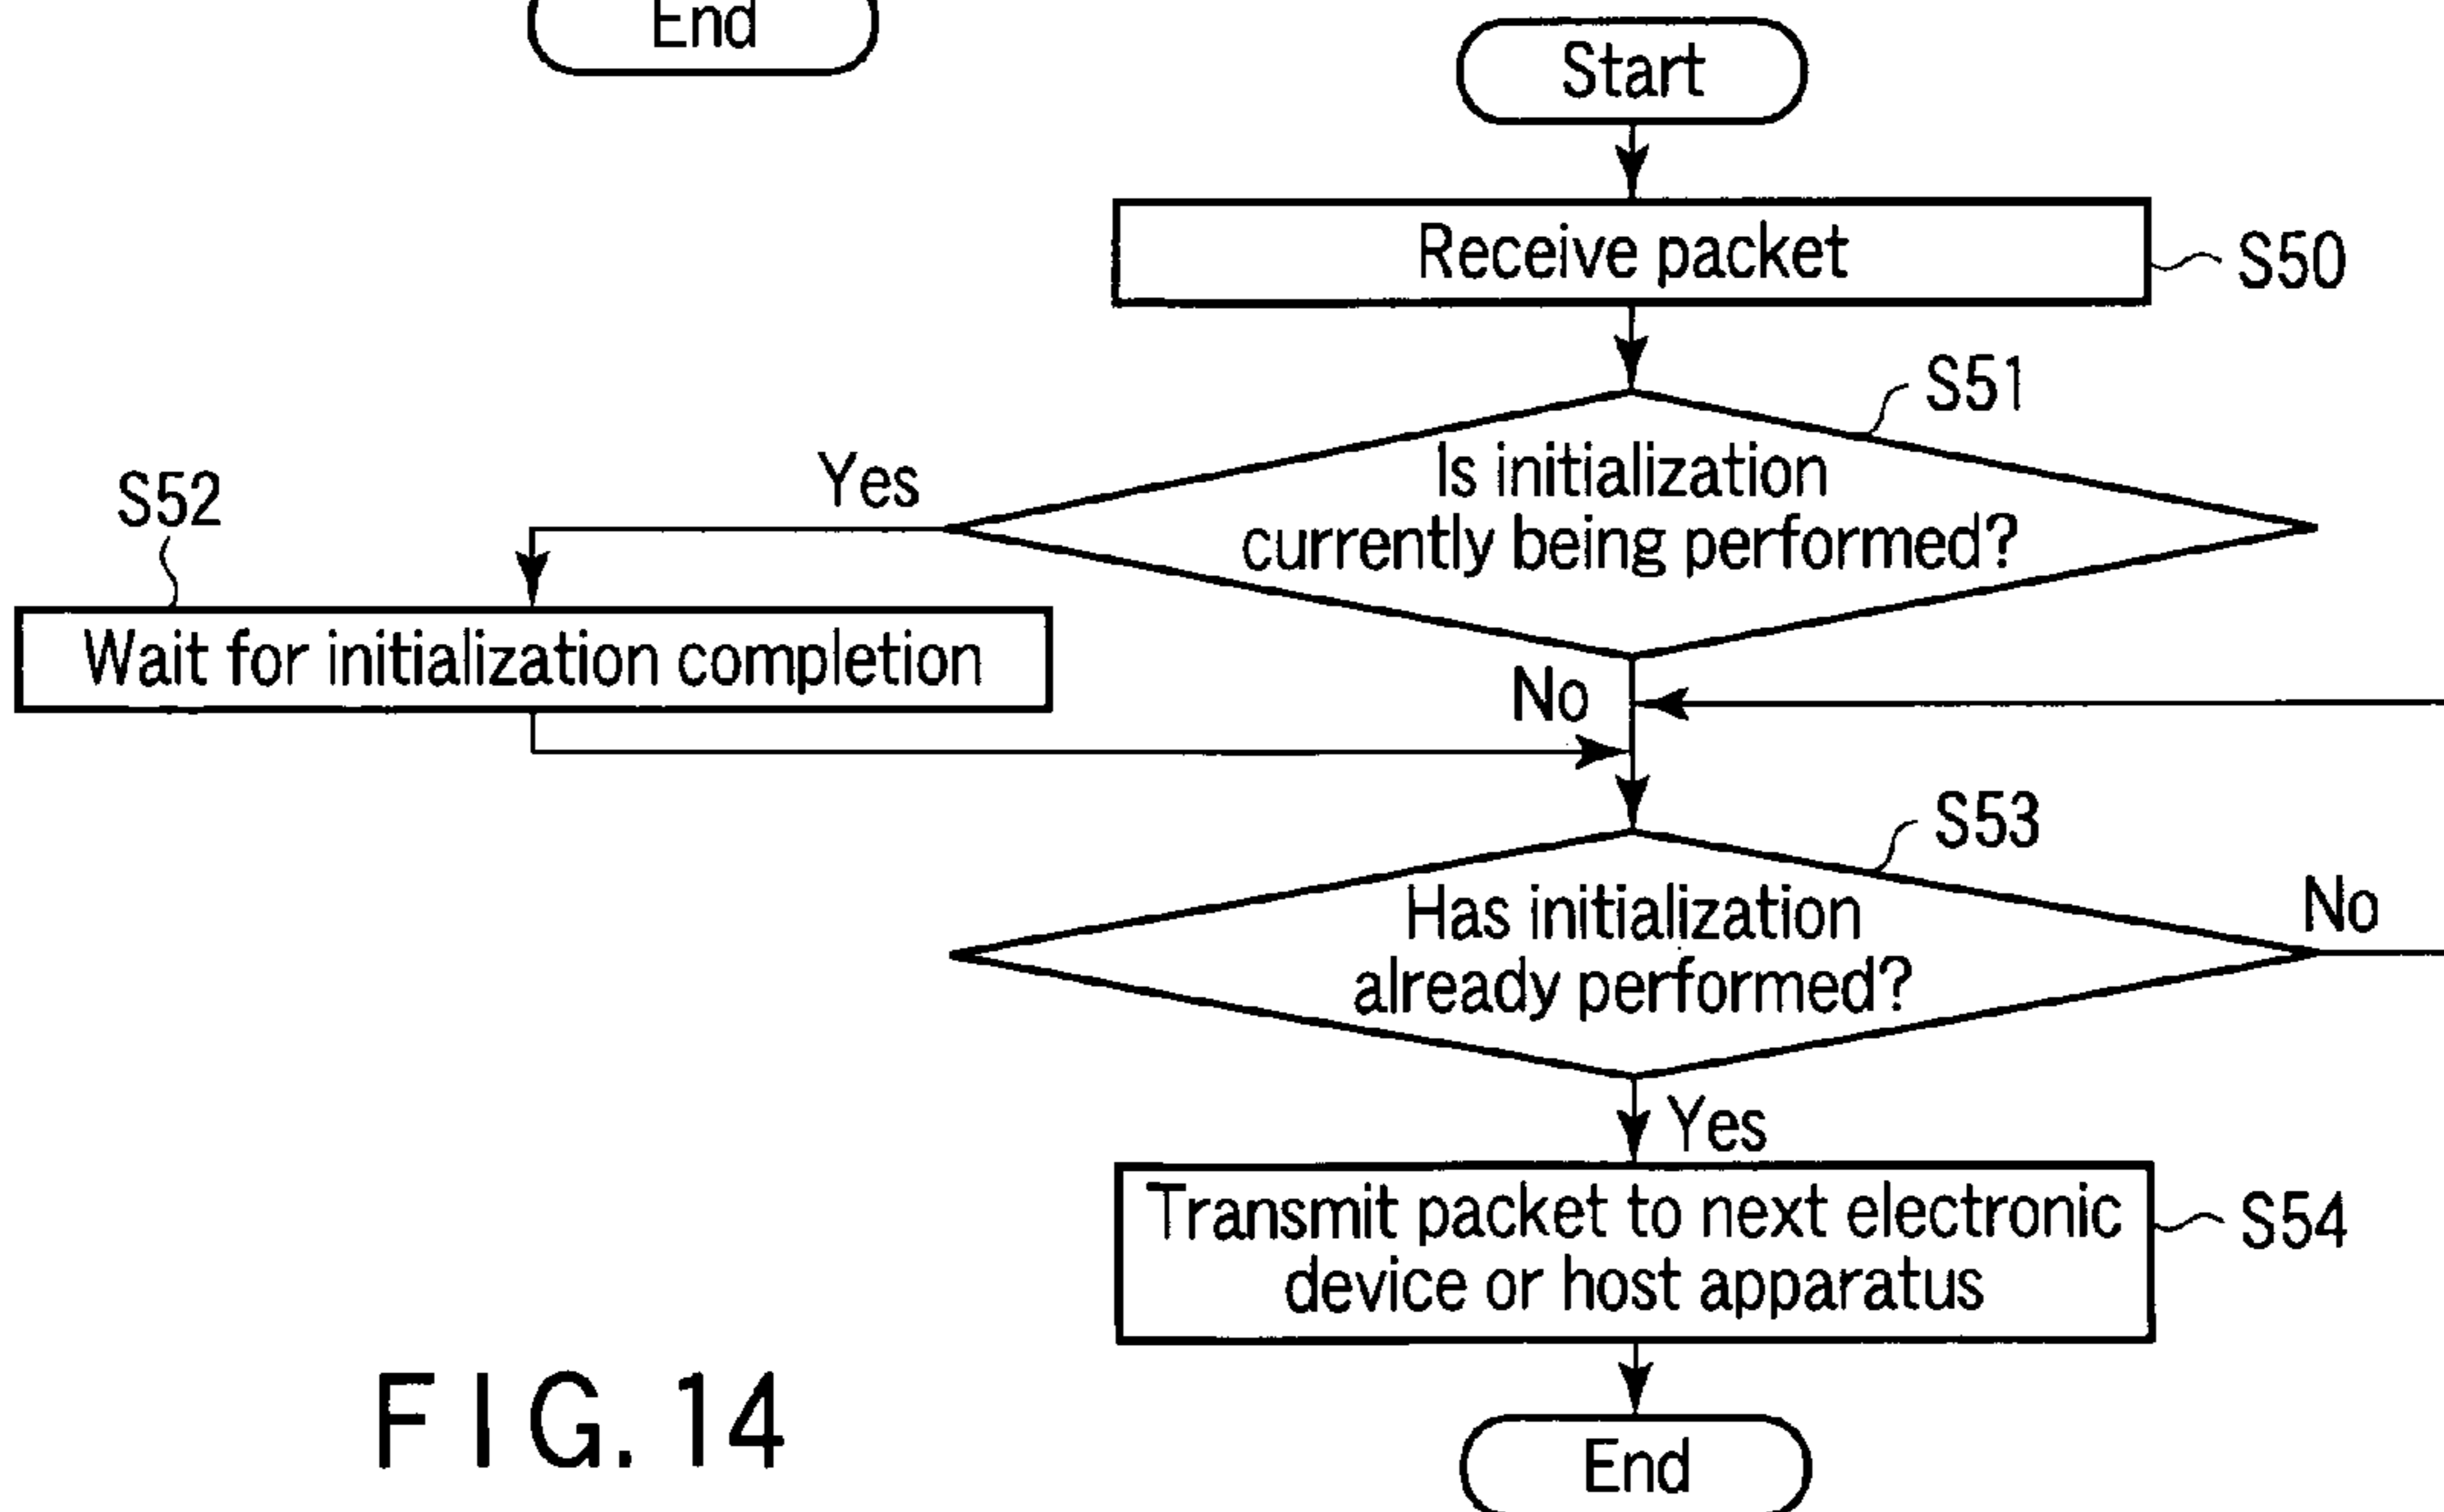 End
Start
Receive packet
S50
S51
Is initialization
currently being performed?
Yes
S52
Wait for initialization completion
No
S53
Has initialization
already performed?
No
Yes
Transmit packet to next electronic
device or host apparatus
S54
End
FIG. 14